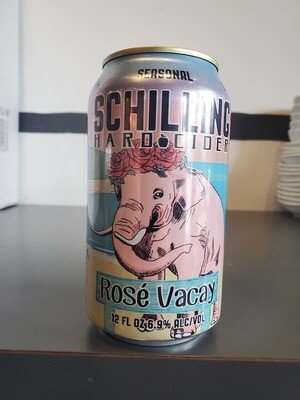 SEASONAL
SCHILLING
HARD CIDER
Rosé Vacay
12 FL OZ 6.9% ALC/VOL